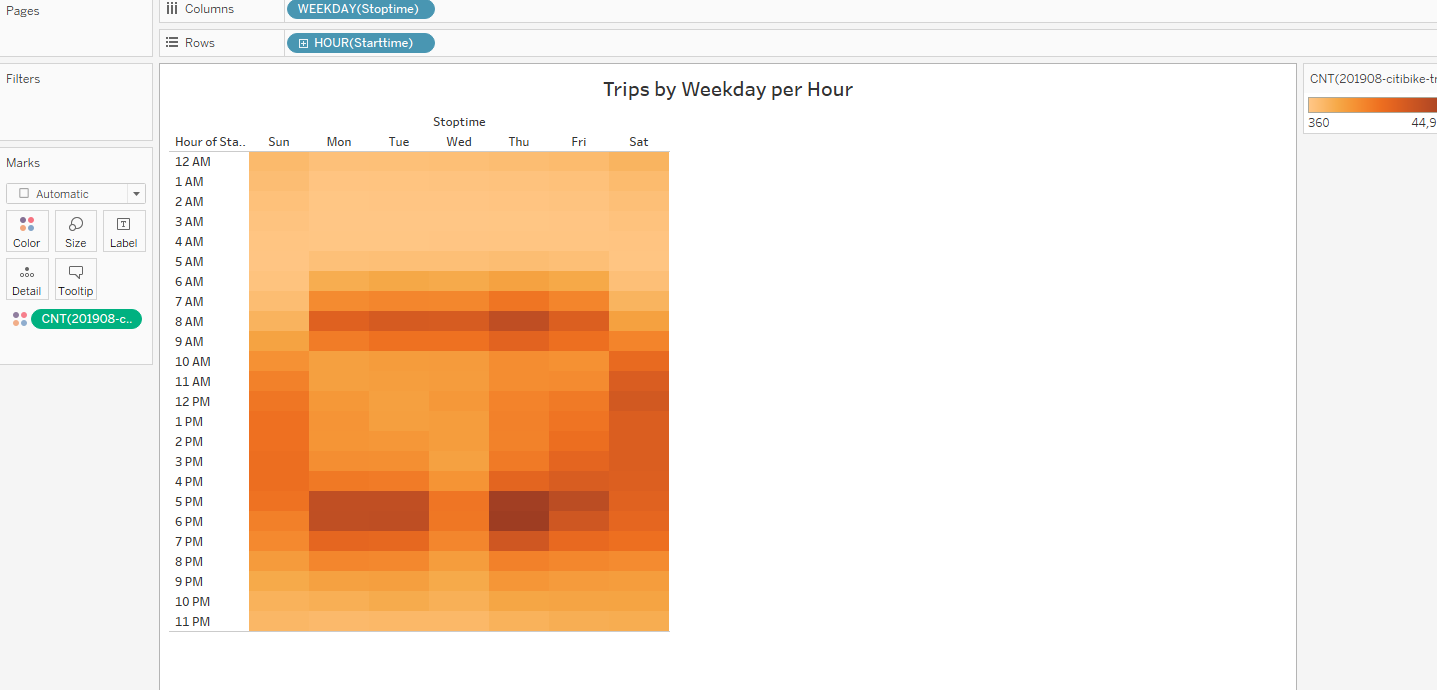 Pages
Columns
WEEKDAY(Stoptime)
Rows
HOUR(Starttime)
Filters
Marks
Automatic
Color
Size
Label
Detail
Tooltip
CNT(201908-c..
Trips by Weekday per Hour
Stoptime
Hour of Sta.. Sun Mon Tue Wed Thu Fri Sat
12 AM
1 AM
2 AM
3 AM
4 AM
5 AM
6 AM
7 AM
8 AM
9 AM
10 AM
11 AM
12 PM
1 PM
2 PM
3 PM
4 PM
5 PM
6 PM
7 PM
8 PM
9 PM
10 PM
11 PM
CNT(201908-citibike-tr
360 44,9